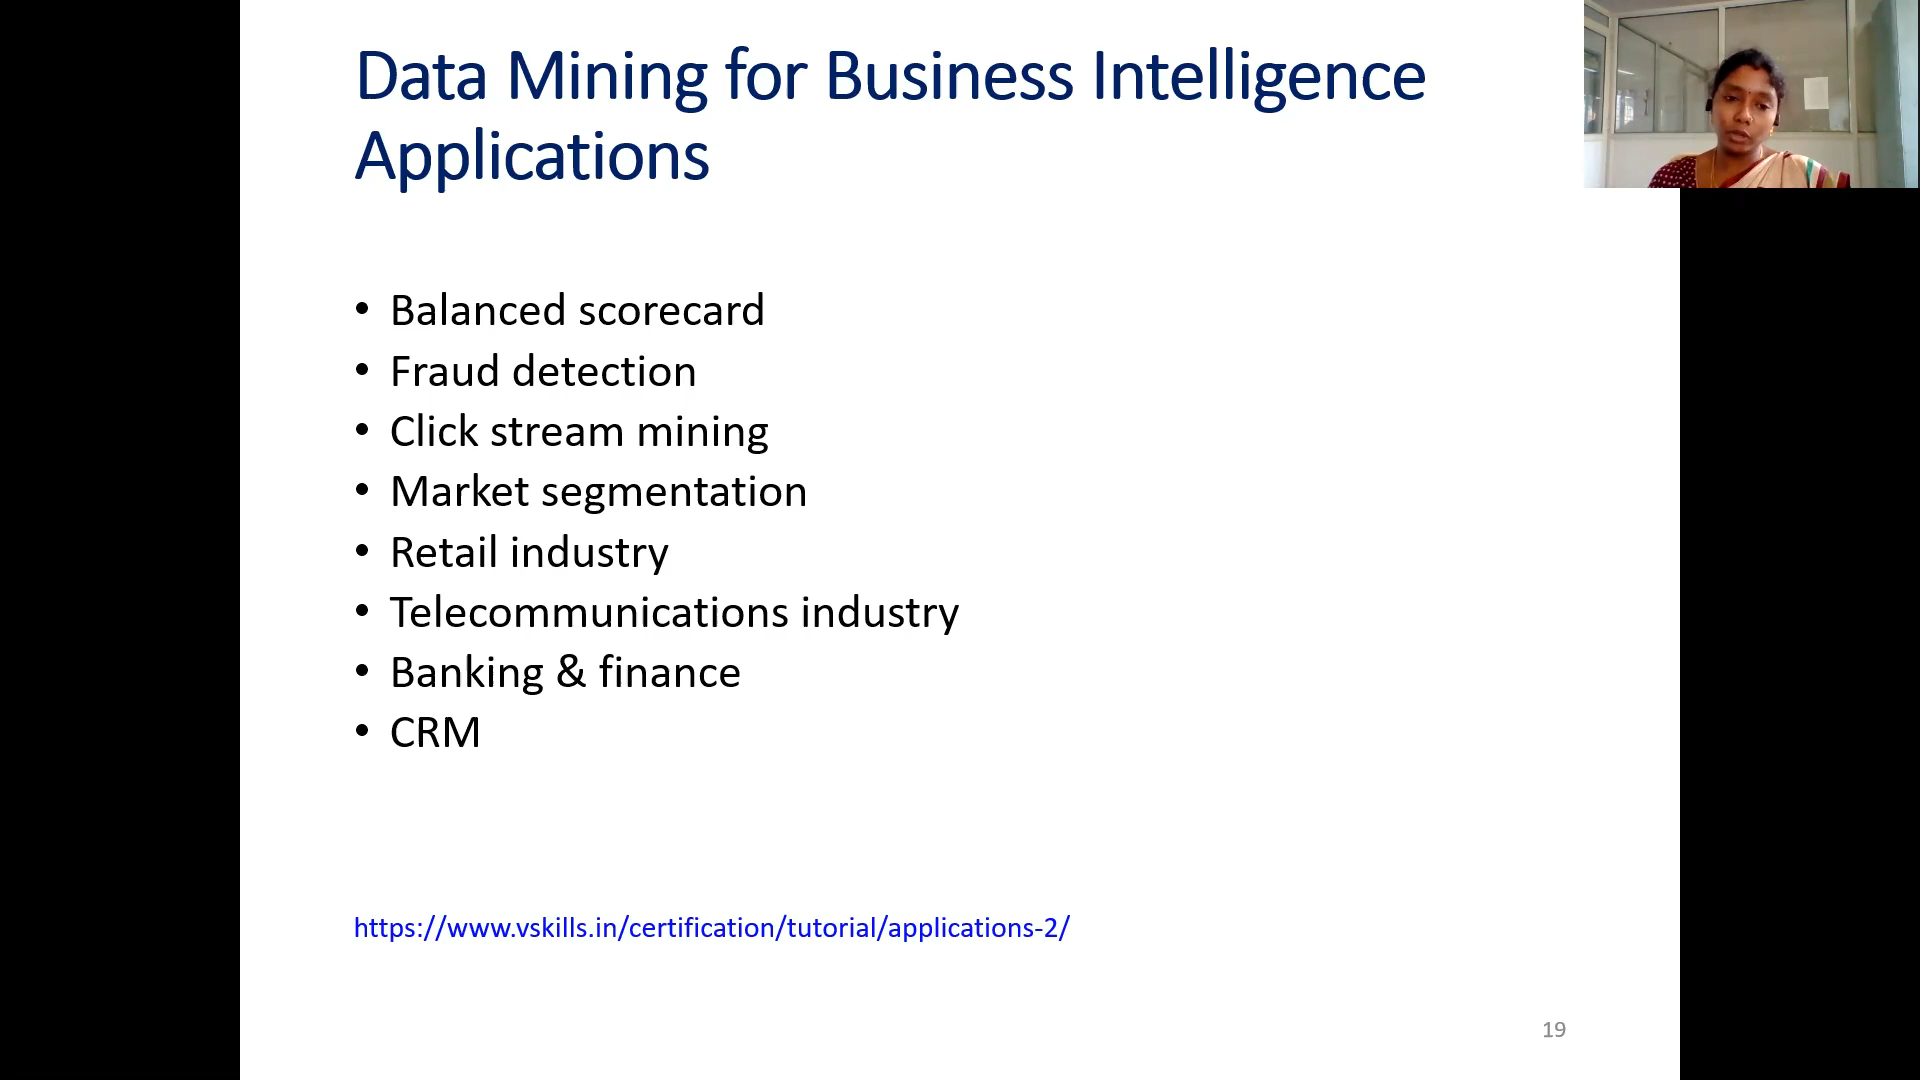 Data Mining for Business Intelligence
Applications
• Balanced scorecard
• Fraud detection
• Click stream mining
• Market segmentation
• Retail industry
• Telecommunications industry
• Banking & finance
• CRM
https://www.vskills.in/certification/tutorial/applications-2/
19